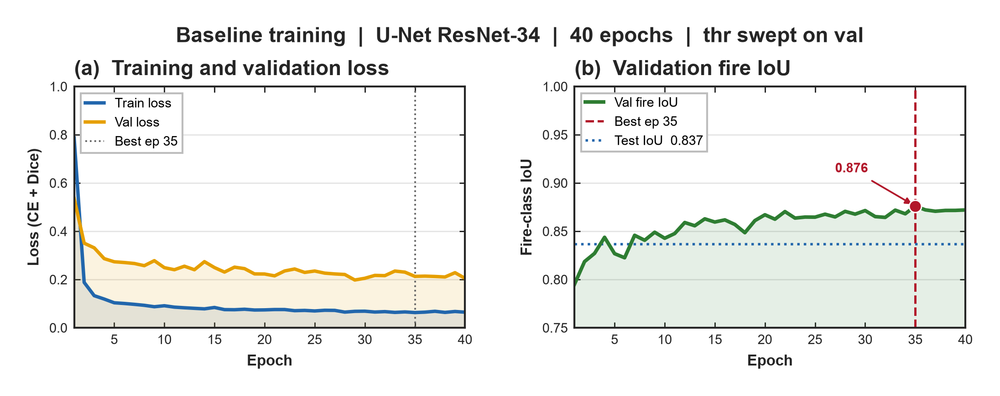 Baseline training | U-Net ResNet-34 | 40 epochs | thr swept on val
(a) Training and validation loss
1.0
0.8
0.6
0.4
0.2
0.0
Loss (CE + Dice)
Train loss
Val loss
Best ep 35
5 10 15 20 25 30 35 40
Epoch
(b) Validation fire IoU
1.00
0.95
0.90
0.85
0.80
0.75
Fire-class IoU
Val fire IoU
Best ep 35
Test IoU 0.837
0.876
5 10 15 20 25 30 35 40
Epoch